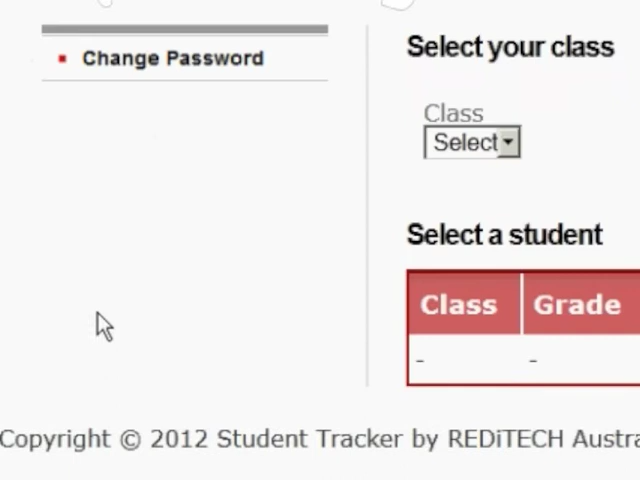 Change Password
Select your class
Class
Select
Select a student
Class Grade
- -
Copyright © 2012 Student Tracker by REDiTECH Austra